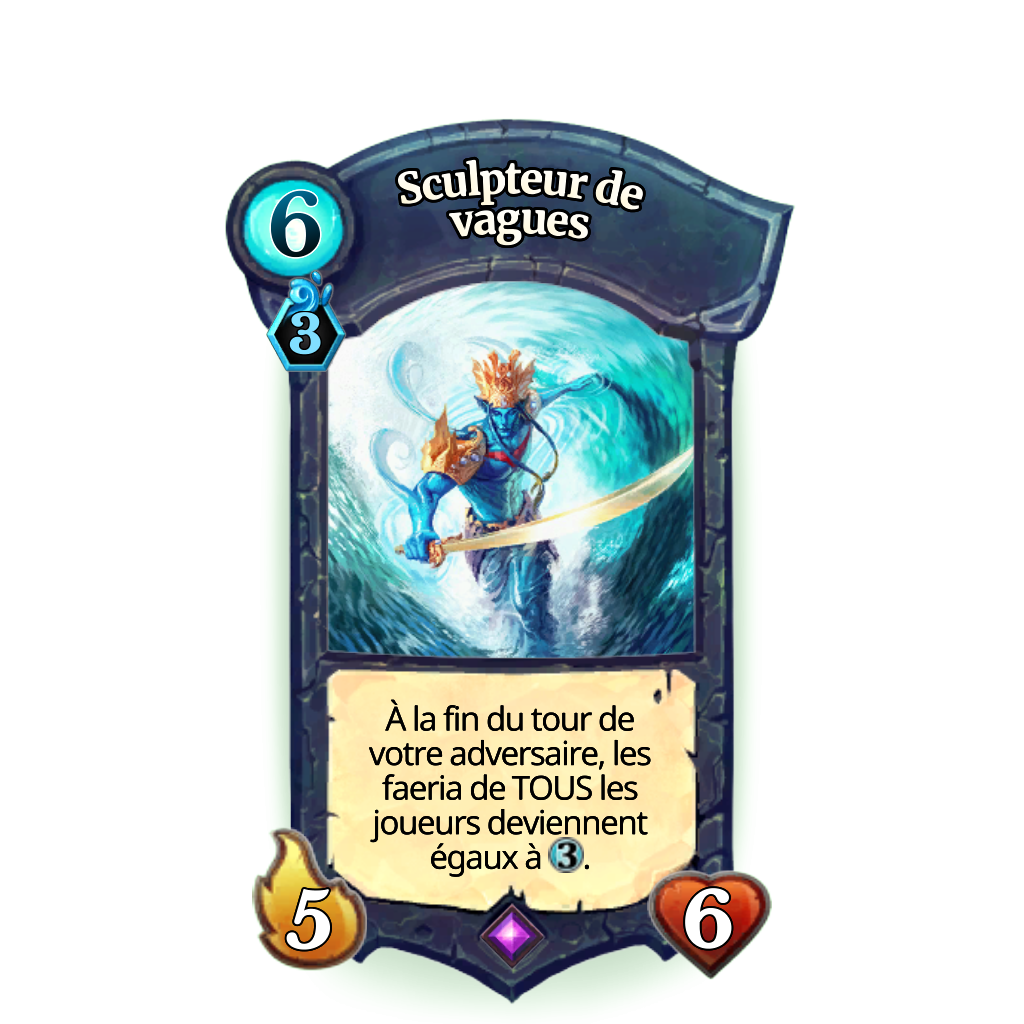 Sculpteur de
vagues
6
3
À la fin du tour de
votre adversaire, les
faeria de TOUS les
joueurs deviennent
égaux à 3.
5
6